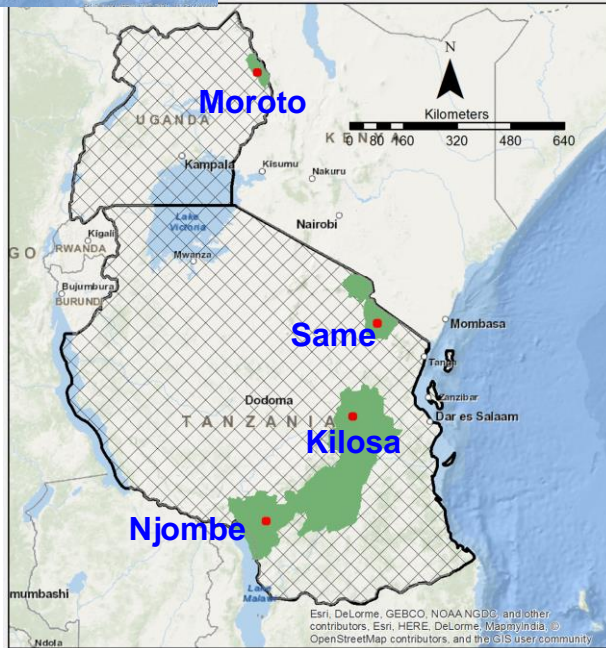 N
Moroto
Kilometers
UGANDA
KENYA
0 80 160 320 480 640
Kampala
Kisumu
Nakuru
Lake
Victoria
Nairobi
Kigali
GO
RWANDA
Mwanza
Bujumbura
BURUNDI
Same
Mombasa
Tanga
Dodoma
Zanzibar
TANZANIA
Dar es Salaam
Kilosa
Njombe
mumbashi
Lake
Malawi
Ndola
Esri, DeLorme, GEBCO, NOAA NGDC, and other
contributors, Esri, HERE, DeLorme, MapmyIndia, ©
OpenStreetMap contributors, and the GIS user community